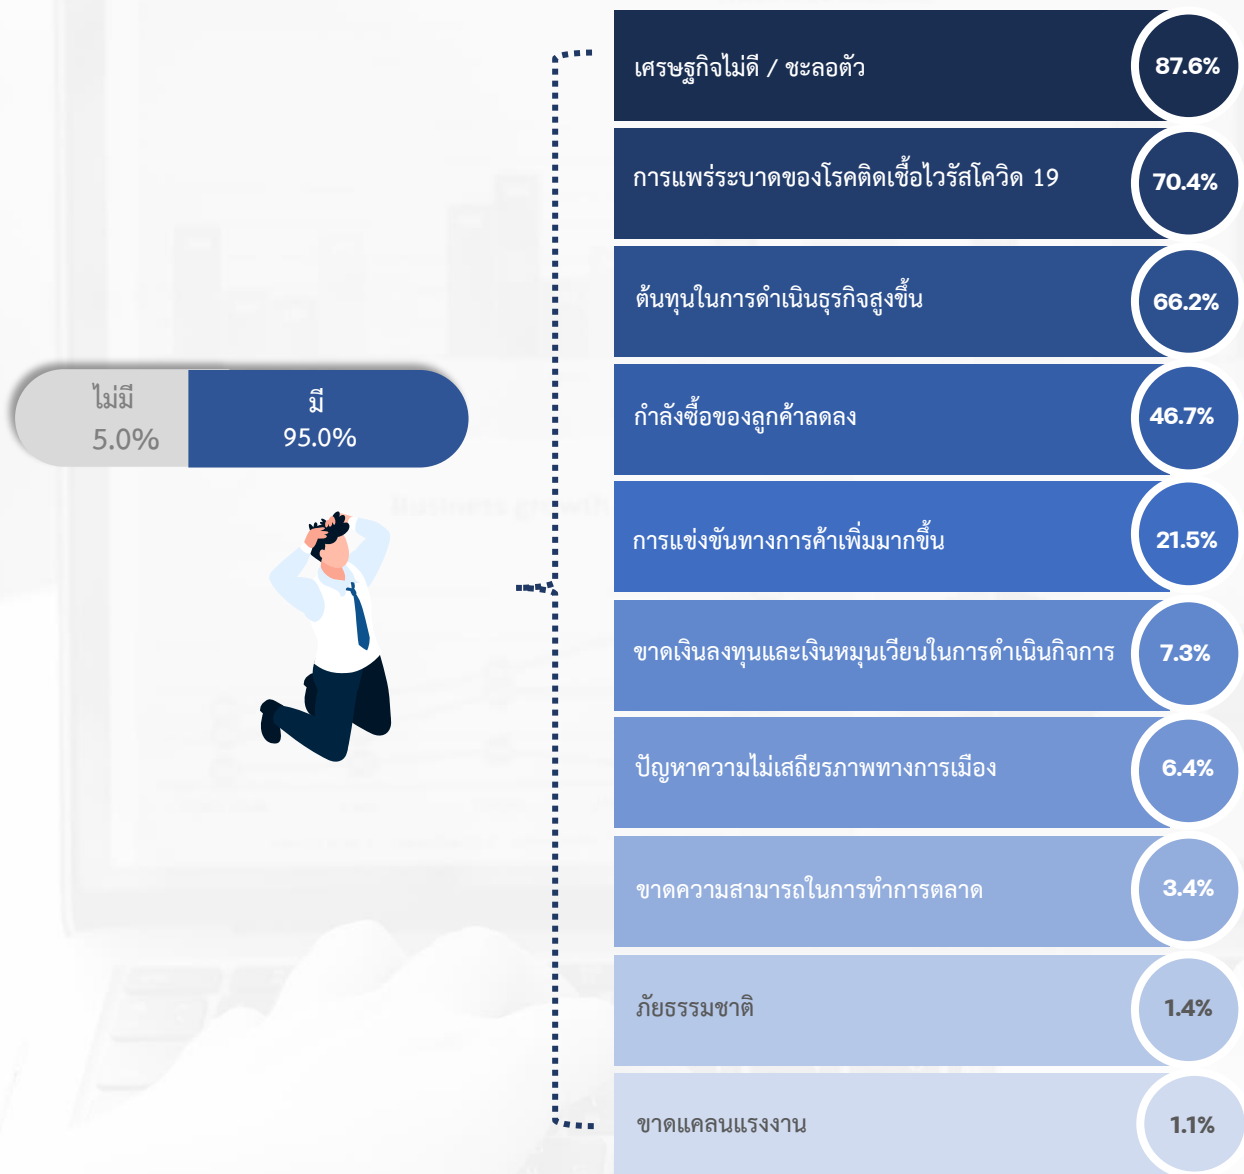 ไม่มี
5.0%
มี
95.0%
เศรษฐกิจไม่ดี / ชะลอตัว
87.6%
การแพร่ระบาดของโรคติดเชื้อไวรัสโควิด 19
70.4%
ต้นทุนในการดำเนินธุรกิจสูงขึ้น
66.2%
กำลังซื้อของลูกค้าลดลง
46.7%
การแข่งขันทางการค้าเพิ่มมากขึ้น
21.5%
ขาดเงินลงทุนและเงินหมุนเวียนในการดำเนินกิจการ
7.3%
ปัญหาความไม่เสถียรภาพทางการเมือง
6.4%
ขาดความสามารถในการทำการตลาด
3.4%
ภัยธรรมชาติ
1.4%
ขาดแคลนแรงงาน
1.1%
Business growth